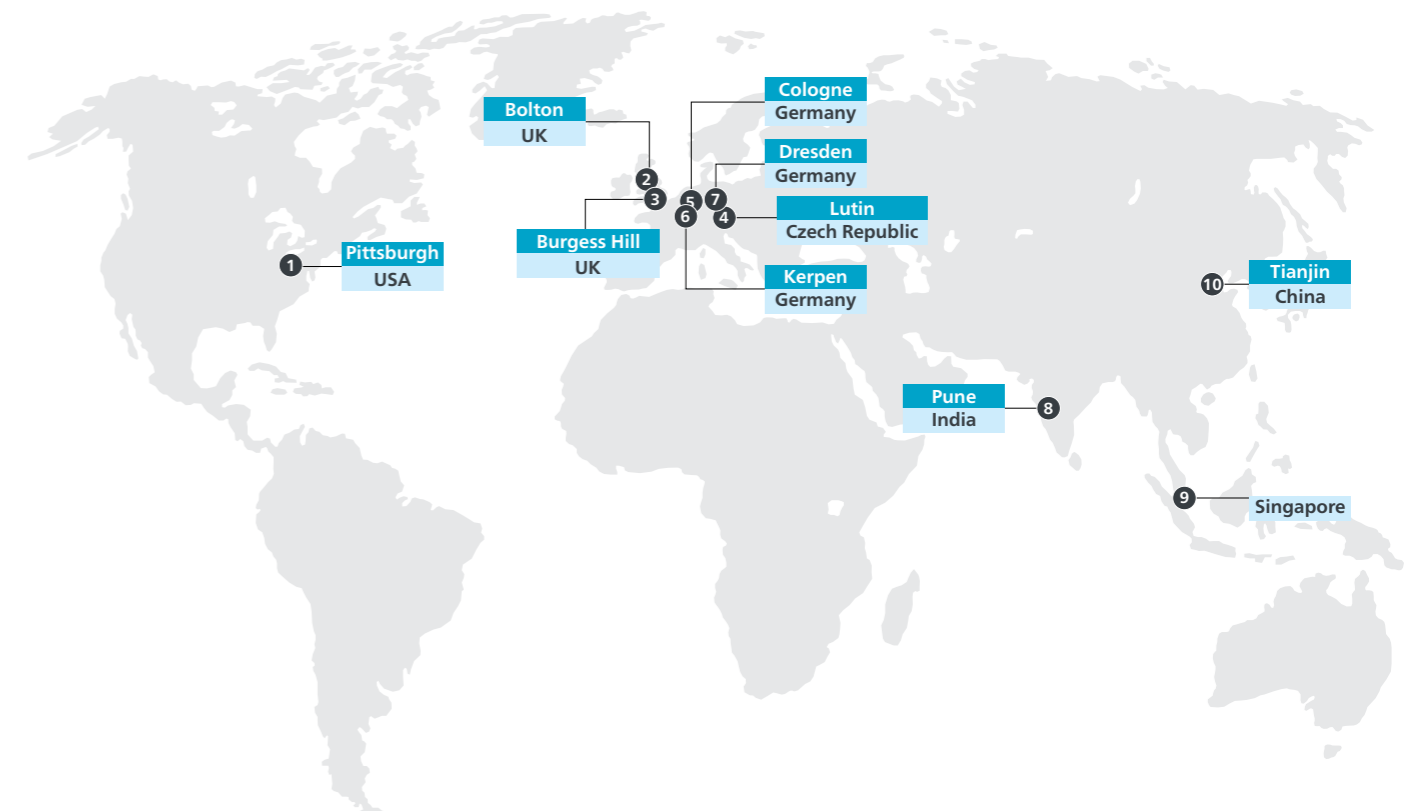 Cologne
Germany
Bolton
UK
Dresden
Germany
2
3
5
7
6
4
Lutin
Czech Republic
Burgess Hill
UK
Pittsburgh
USA
1
Kerpen
Germany
Tianjin
China
10
Pune
India
8
9
Singapore